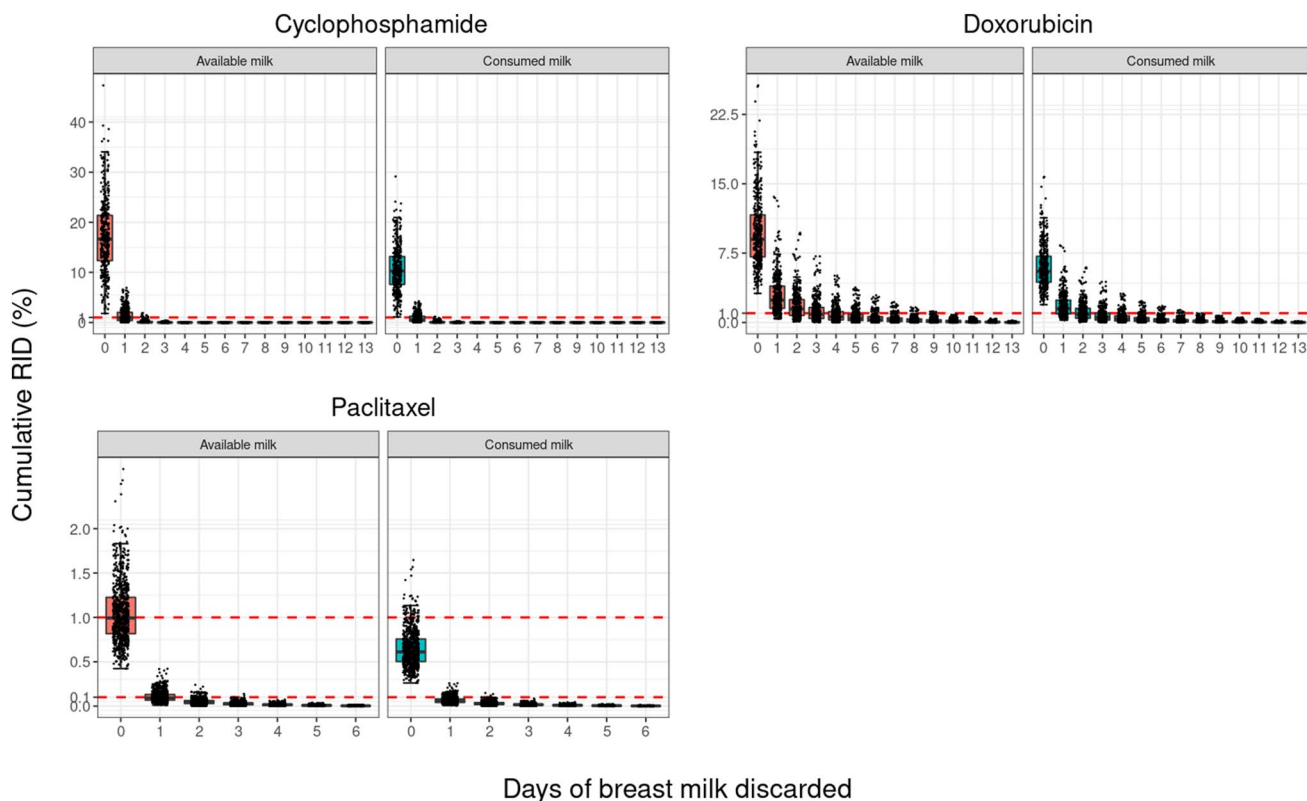 Cyclophosphamide
Doxorubicin
Available milk
Consumed milk
Available milk
Consumed milk
40
30
20
10
1
0
22.5
15.0
7.5
1.0
0.0
0 1 2 3 4 5 6 7 8 9 10 11 12 13
0 1 2 3 4 5 6 7 8 9 10 11 12 13
0 1 2 3 4 5 6 7 8 9 10 11 12 13
0 1 2 3 4 5 6 7 8 9 10 11 12 13
Cumulative RID (%)
Paclitaxel
Available milk
Consumed milk
2.0
1.5
1.0
0.5
0.1
0.0
0 1 2 3 4 5 6
0 1 2 3 4 5 6
Days of breast milk discarded